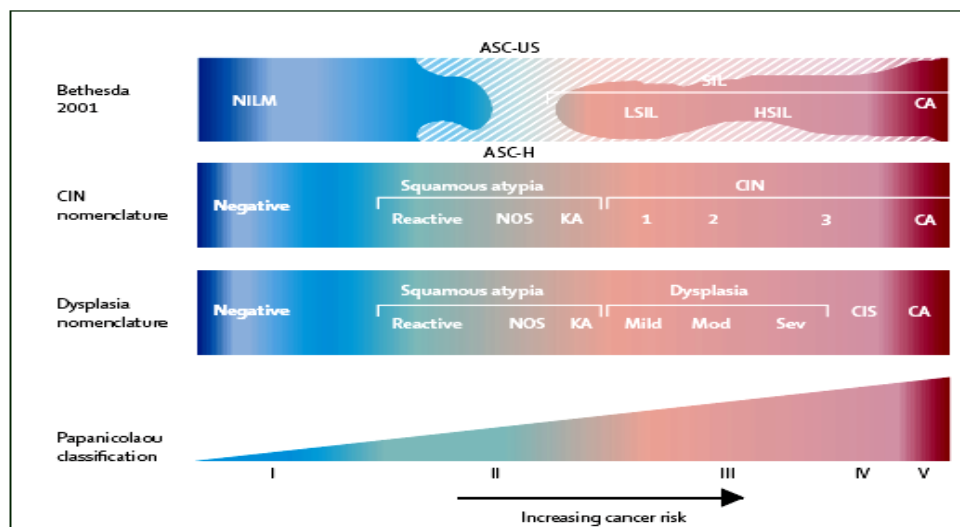 ASC-US
Bethesda
2001
NILM
SIL
LSIL
HSIL
CA
ASC-H
CIN
nomenclature
Negative
Squamous atypia
Reactive
NOS
KA
CIN
1
2
3
CA
Dysplasia
nomenclature
Negative
Squamous atypia
Reactive
NOS
KA
Dysplasia
Mild
Mod
Sev
CIS
CA
Papanicolaou
classification
I
II
III
IV
V
Increasing cancer risk